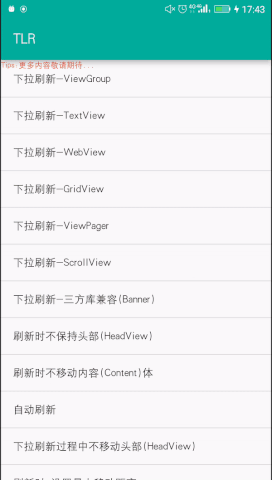 17:43
TLR
Tips:更多内容敬请期待...
下拉刷新—ViewGroup
下拉刷新—TextView
下拉刷新—WebView
下拉刷新—GridView
下拉刷新—ViewPager
下拉刷新—ScrollView
下拉刷新—三方库兼容(Banner)
刷新时不保持头部(HeadView)
刷新时不移动内容(Content)体
自动刷新
下拉刷新过程中不移动头部(HeadView)